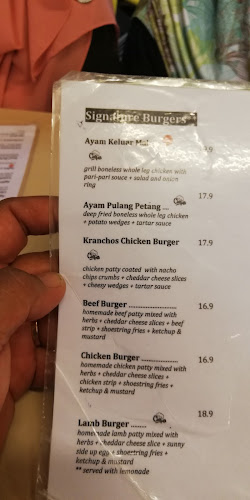 Signature Burgers
Ayam Keluer
grill boneless whole leg chicken with
pari-pari sauce + salad and onion
ring
17.9
Ayam Pulang Petang ...
deep fried boneless whole leg chicken
+ potato wedges + tartar sauce
Kranchos Chicken Burger 17.9
chicken patty coated with nacho
chips crumbs + cheddar cheese slices
+ cheesy wedges + tartar sauce
Beef Burger ........................ 16.9
homemade beef patty mixed with
herbs + cheddar cheese slices + beef
strip + shoestring fries + ketchup &
mustard
Chicken Burger .................. 16.9
homemade chicken patty mixed with
herbs + cheddar cheese slices +
chicken strip + shoestring fries +
ketchup & mustard
18.9
Lamb Burger ........
homemade lamb patty mixed with
herbs + cheddar cheese slice + sunny
side up egg + shoestring fries +
ketchup & mustard
** served with lemonade